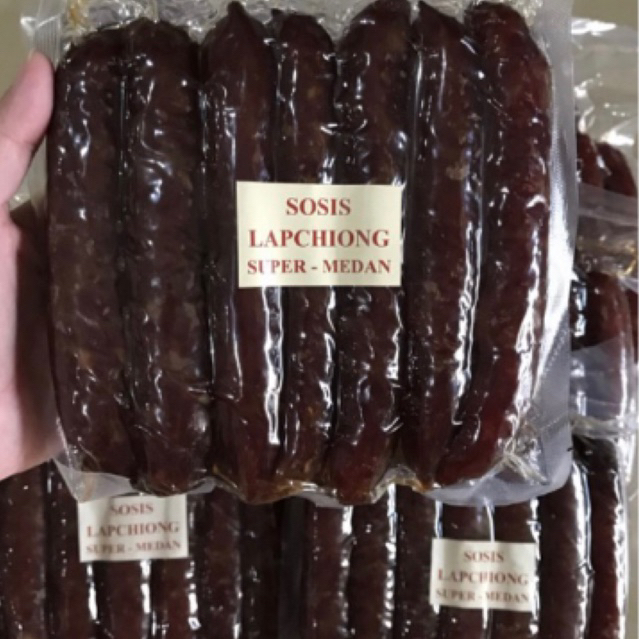 SOSIS
LAPCHIONG
SUPER - MEDAN
SOSIS
LAPCHIONG
SUPER - MEDAN
SOSIS
LAPCHIONG
SUPER - MEDAN